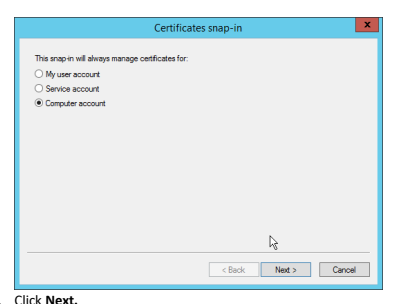 Certificates snap-in
x
This snap-in will always manage certificates for:
My user account
Service account
Computer account
< Back Next > Cancel
Click Next.